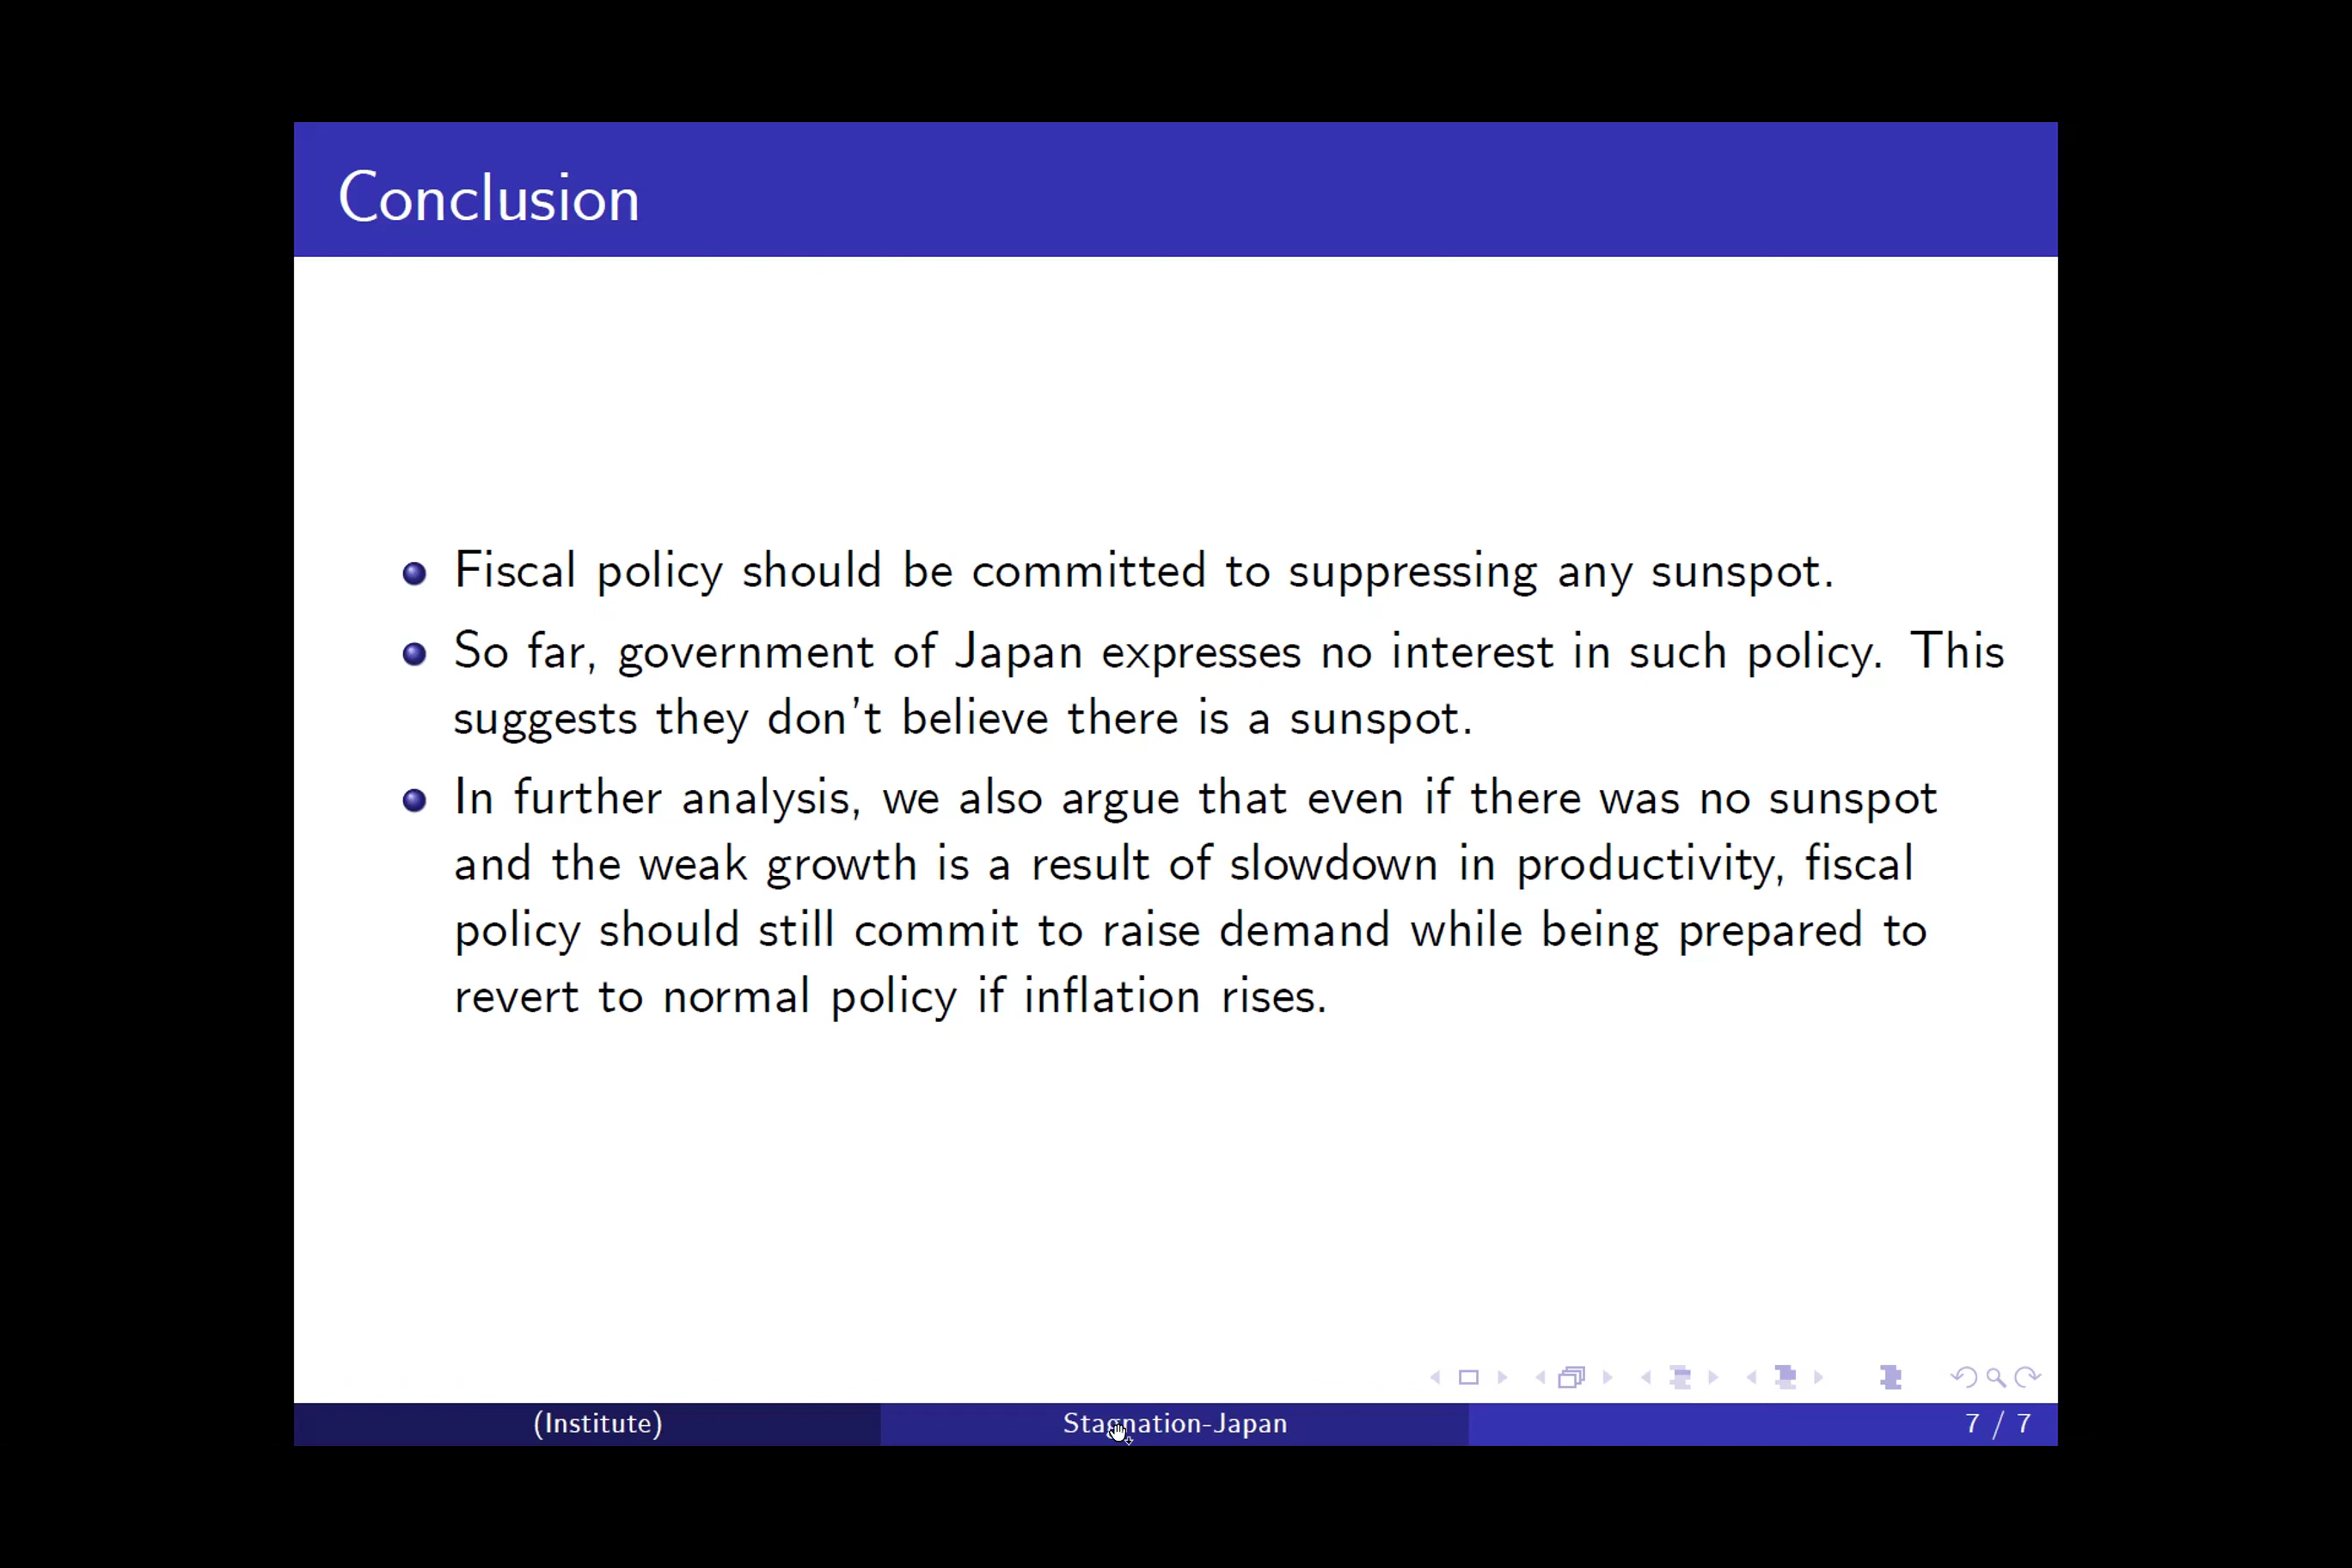 Conclusion
Fiscal policy should be committed to suppressing any sunspot.
So far, government of Japan expresses no interest in such policy. This
suggests they don't believe there is a sunspot.
In further analysis, we also argue that even if there was no sunspot
and the weak growth is a result of slowdown in productivity, fiscal
policy should still commit to raise demand while being prepared to
revert to normal policy if inflation rises.
(Institute)
Stagnation-Japan
7 / 7